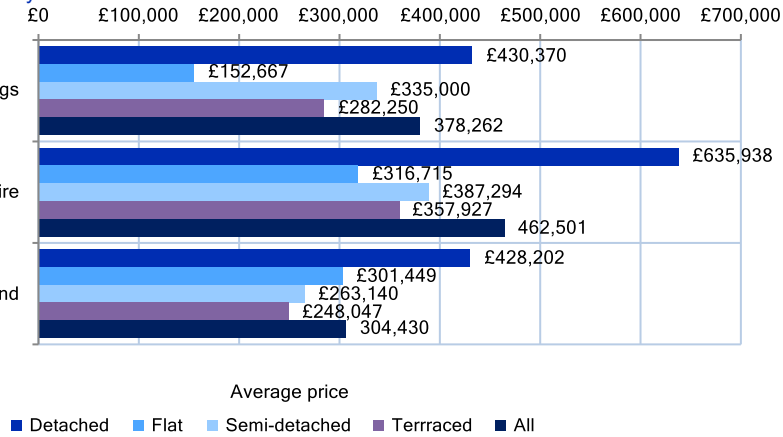 £0 £100,000 £200,000 £300,000 £400,000 £500,000 £600,000 £700,000
£430,370
£152,667
gs £335,000
£282,250
378,262
£635,938
£316,715
ire £387,294
£357,927
462,501
£428,202
£301,449
nd £263,140
£248,047
304,430
Average price
Detached Flat Semi-detached Terrraced All